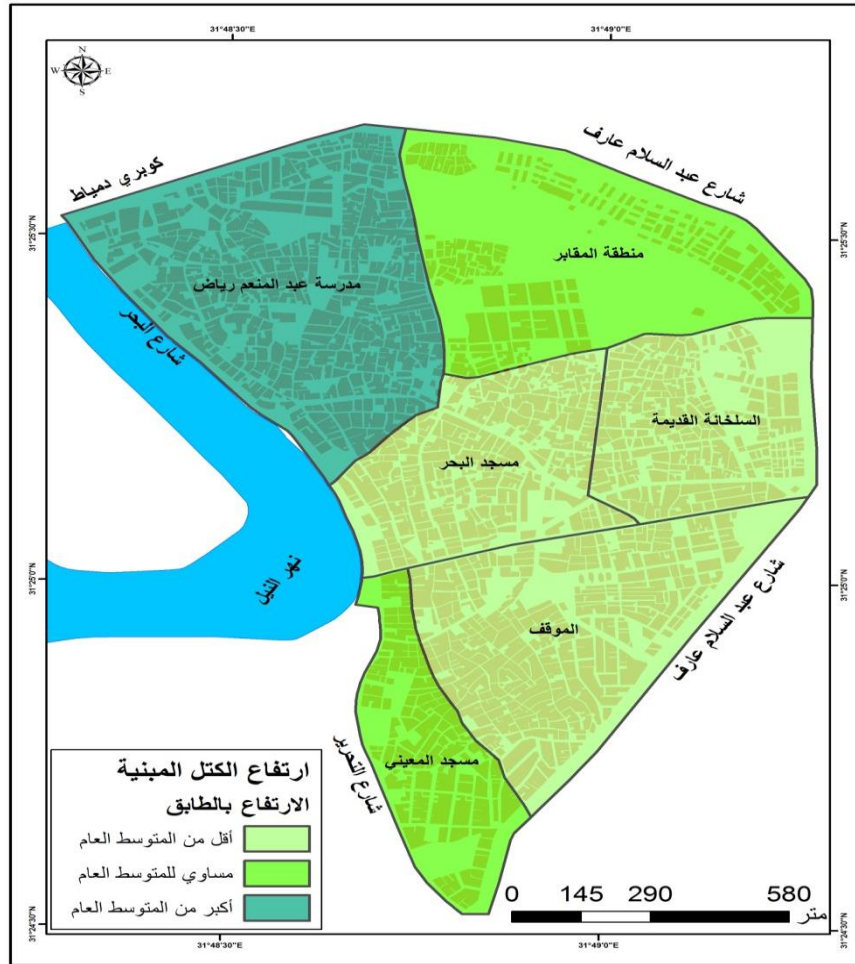 31°48'30"E
31°49'0"E
N
W
E
S
كوبري دمياط
شارع عبد السلام عارف
31°25'30"N
31°25'30"N
منطقة المقابر
مدرسة عبد المنعم رياض
شارع البحر
السلخانة القديمة
مسجد البحر
31°25'0"N
31°25'0"N
نهر النيل
الموقف
شارع عبد السلام عارف
مسجد المعيني
شارع التحرير
ارتفاع الكتل المبنية
الارتفاع بالطابق
أقل من المتوسط العام
مساوي للمتوسط العام
أكبر من المتوسط العام
0 145 290 580
متر
31°24'30"N
31°24'30"N
31°48'30"E
31°49'0"E